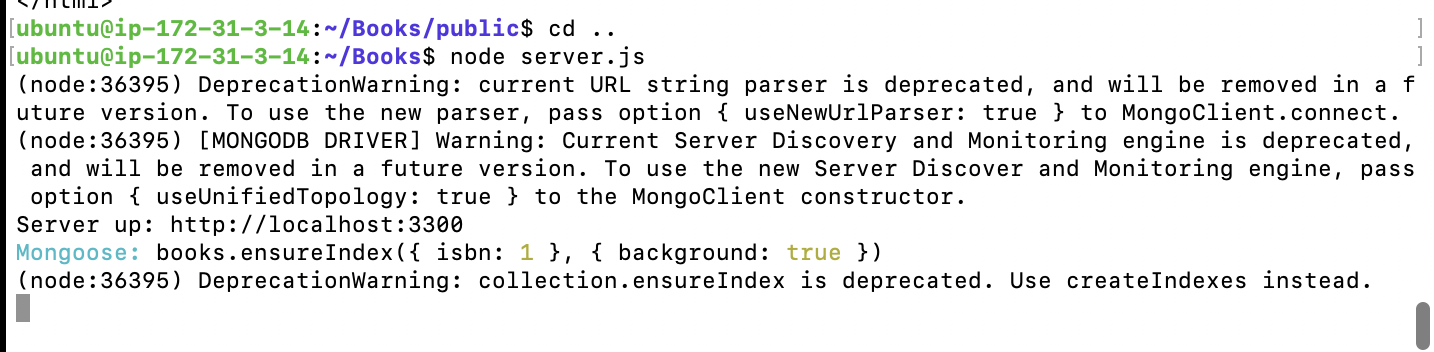 </html>
[ubuntu@ip-172-31-3-14:~/Books/public$ cd .. ]
[ubuntu@ip-172-31-3-14:~/Books$ node server.js ]
(node:36395) DeprecationWarning: current URL string parser is deprecated, and will be removed in a f
uture version. To use the new parser, pass option { useNewUrlParser: true } to MongoClient.connect.
(node:36395) [MONGODB DRIVER] Warning: Current Server Discovery and Monitoring engine is deprecated,
 and will be removed in a future version. To use the new Server Discover and Monitoring engine, pass
 option { useUnifiedTopology: true } to the MongoClient constructor.
Server up: http://localhost:3300
Mongoose: books.ensureIndex({ isbn: 1 }, { background: true })
(node:36395) DeprecationWarning: collection.ensureIndex is deprecated. Use createIndexes instead.